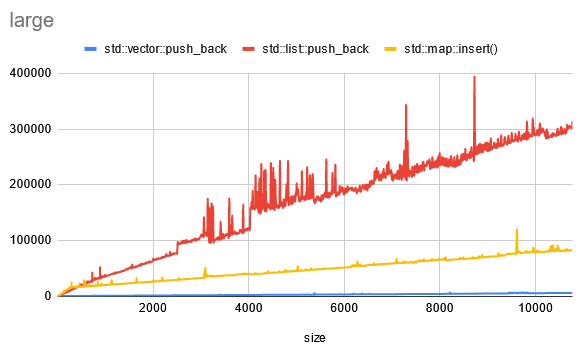 large
std::vector::push_back std::list::push_back std::map::insert()
400000
300000
200000
100000
0
2000 4000 6000 8000 10000
size